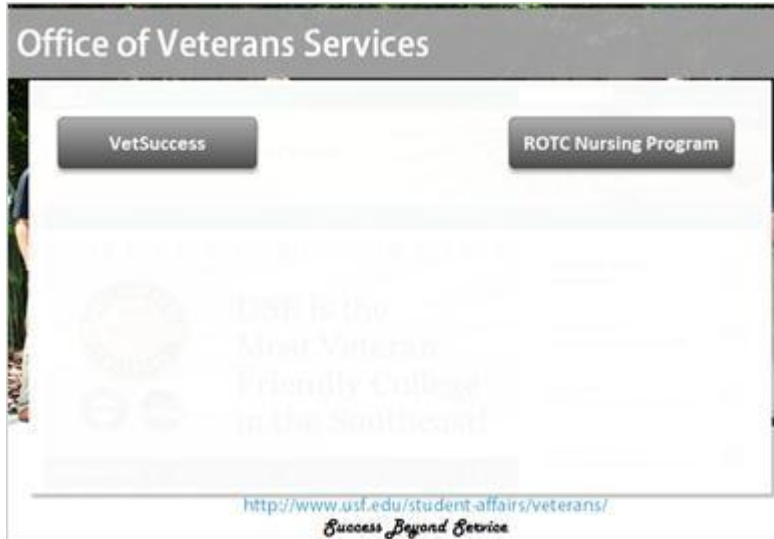 Office of Veterans Services
VetSuccess
ROTC Nursing Program
USF is the
Most Veteran
Friendly College
in the Southeast!
http://www.usf.edu/student-affairs/veterans/
Success Beyond Service